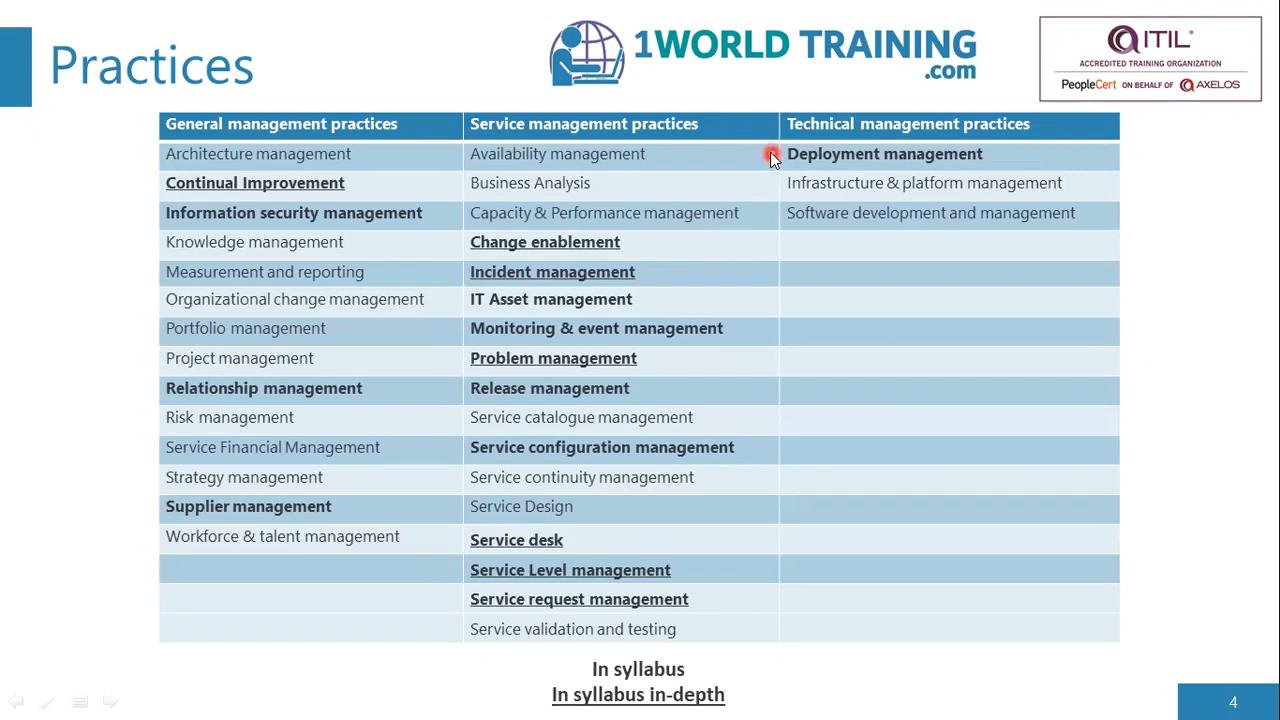 Practices
1WORLD TRAINING
.com
ITIL®
ACCREDITED TRAINING ORGANIZATION
PeopleCert ON BEHALF OF AXELOS
General management practices Service management practices Technical management practices
Architecture management Availability management Deployment management
Continual Improvement Business Analysis Infrastructure & platform management
Information security management Capacity & Performance management Software development and management
Knowledge management Change enablement
Measurement and reporting Incident management
Organizational change management IT Asset management
Portfolio management Monitoring & event management
Project management Problem management
Relationship management Release management
Risk management Service catalogue management
Service Financial Management Service configuration management
Strategy management Service continuity management
Supplier management Service Design
Workforce & talent management Service desk
Service Level management
Service request management
Service validation and testing
In syllabus
In syllabus in-depth
4